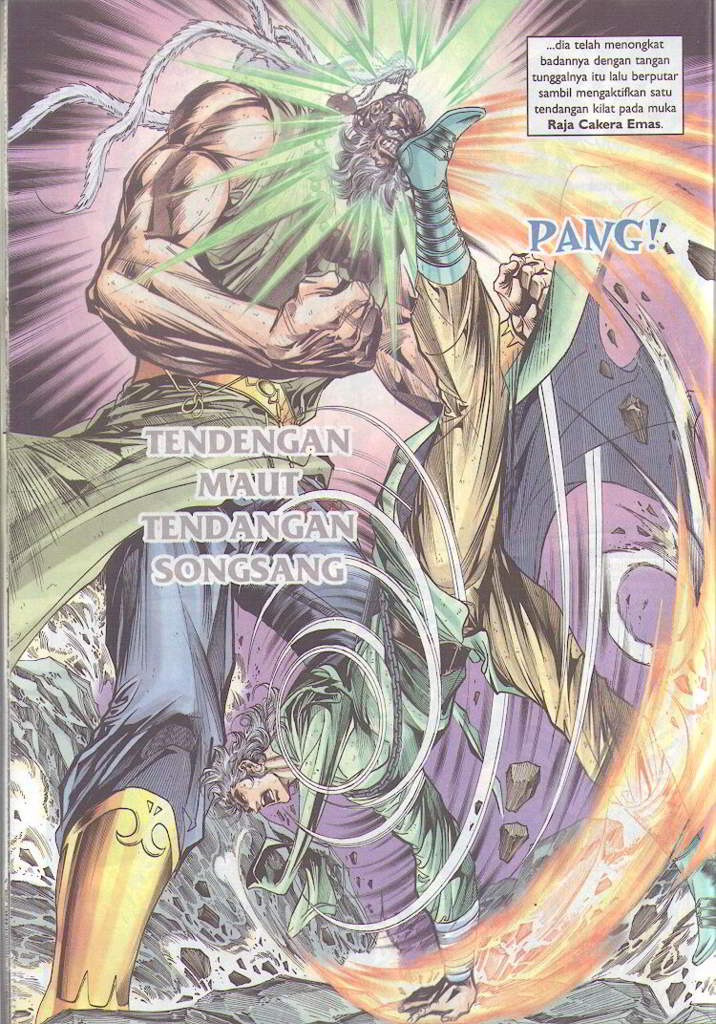 ...dia telah menongkat
badannya dengan tangan
tunggalnya itu lalu berputar
sambil mengaktifkan satu
tendangan kilat pada muka
Raja Cakera Emas.
PANG!
TENDENGAN
MAUT
TENDANGAN
SONGSANG